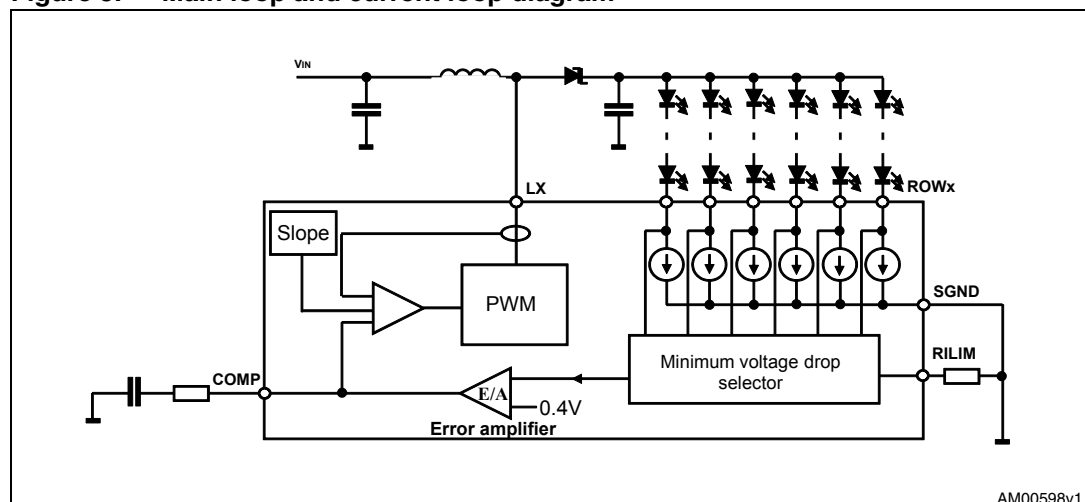 Figure
Main loop and current loop diagram
VIN
LX
ROWx
Slope
PWM
SGND
Minimum voltage drop
selector
RILIM
COMP
E/A
0.4V
Error amplifier
AM00598v1